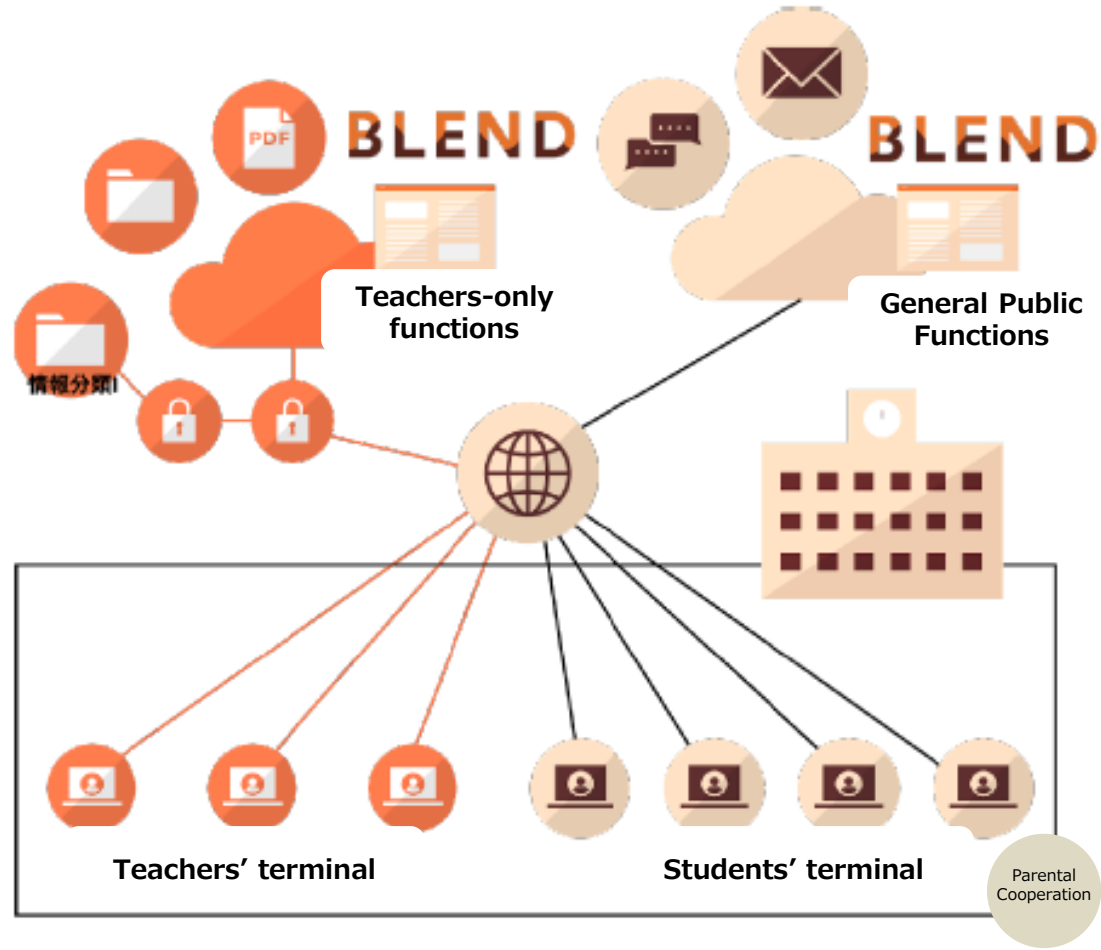 PDF
BLEND
BLEND
Teachers-only
functions
General Public
Functions
情報分類I
Teachers’ terminal
Students’ terminal
Parental
Cooperation